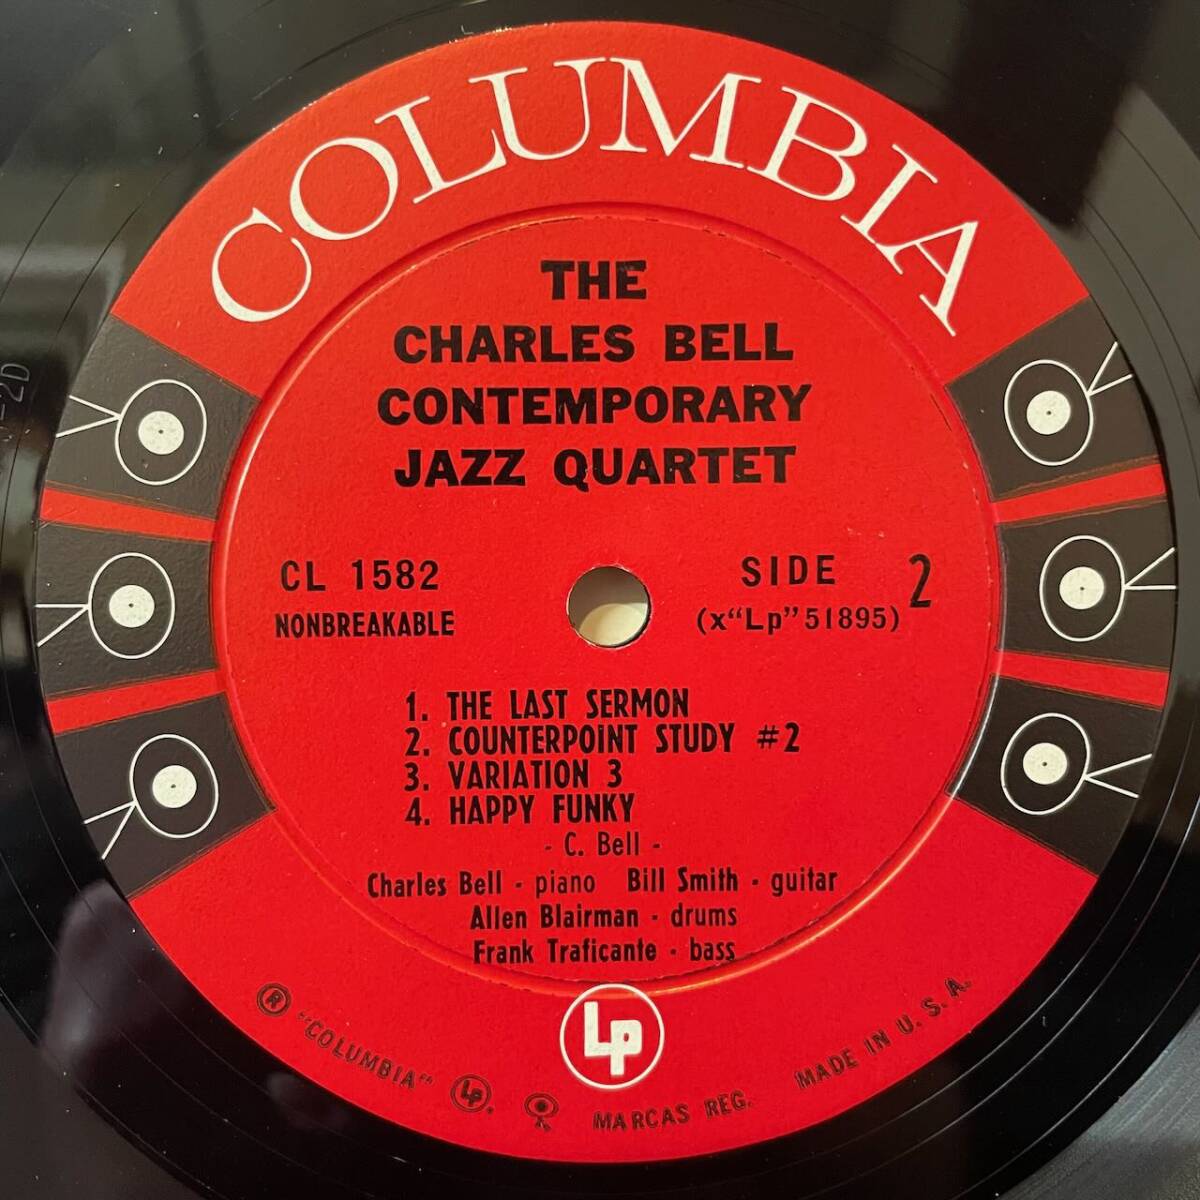 COLUMBIA
THE
CHARLES BELL
CONTEMPORARY
JAZZ QUARTET
CL 1582
NONBREAKABLE
SIDE 2
(x“Lp”51895)
1. THE LAST SERMON
2. COUNTERPOINT STUDY #2
3. VARIATION 3
4. HAPPY FUNKY
- C. Bell -
Charles Bell - piano Bill Smith - guitar
Allen Blairman - drums
Frank Traficante - bass
Lp
® “COLUMBIA” Lp. MARCAS REG. MADE IN U.S.A.
-2D